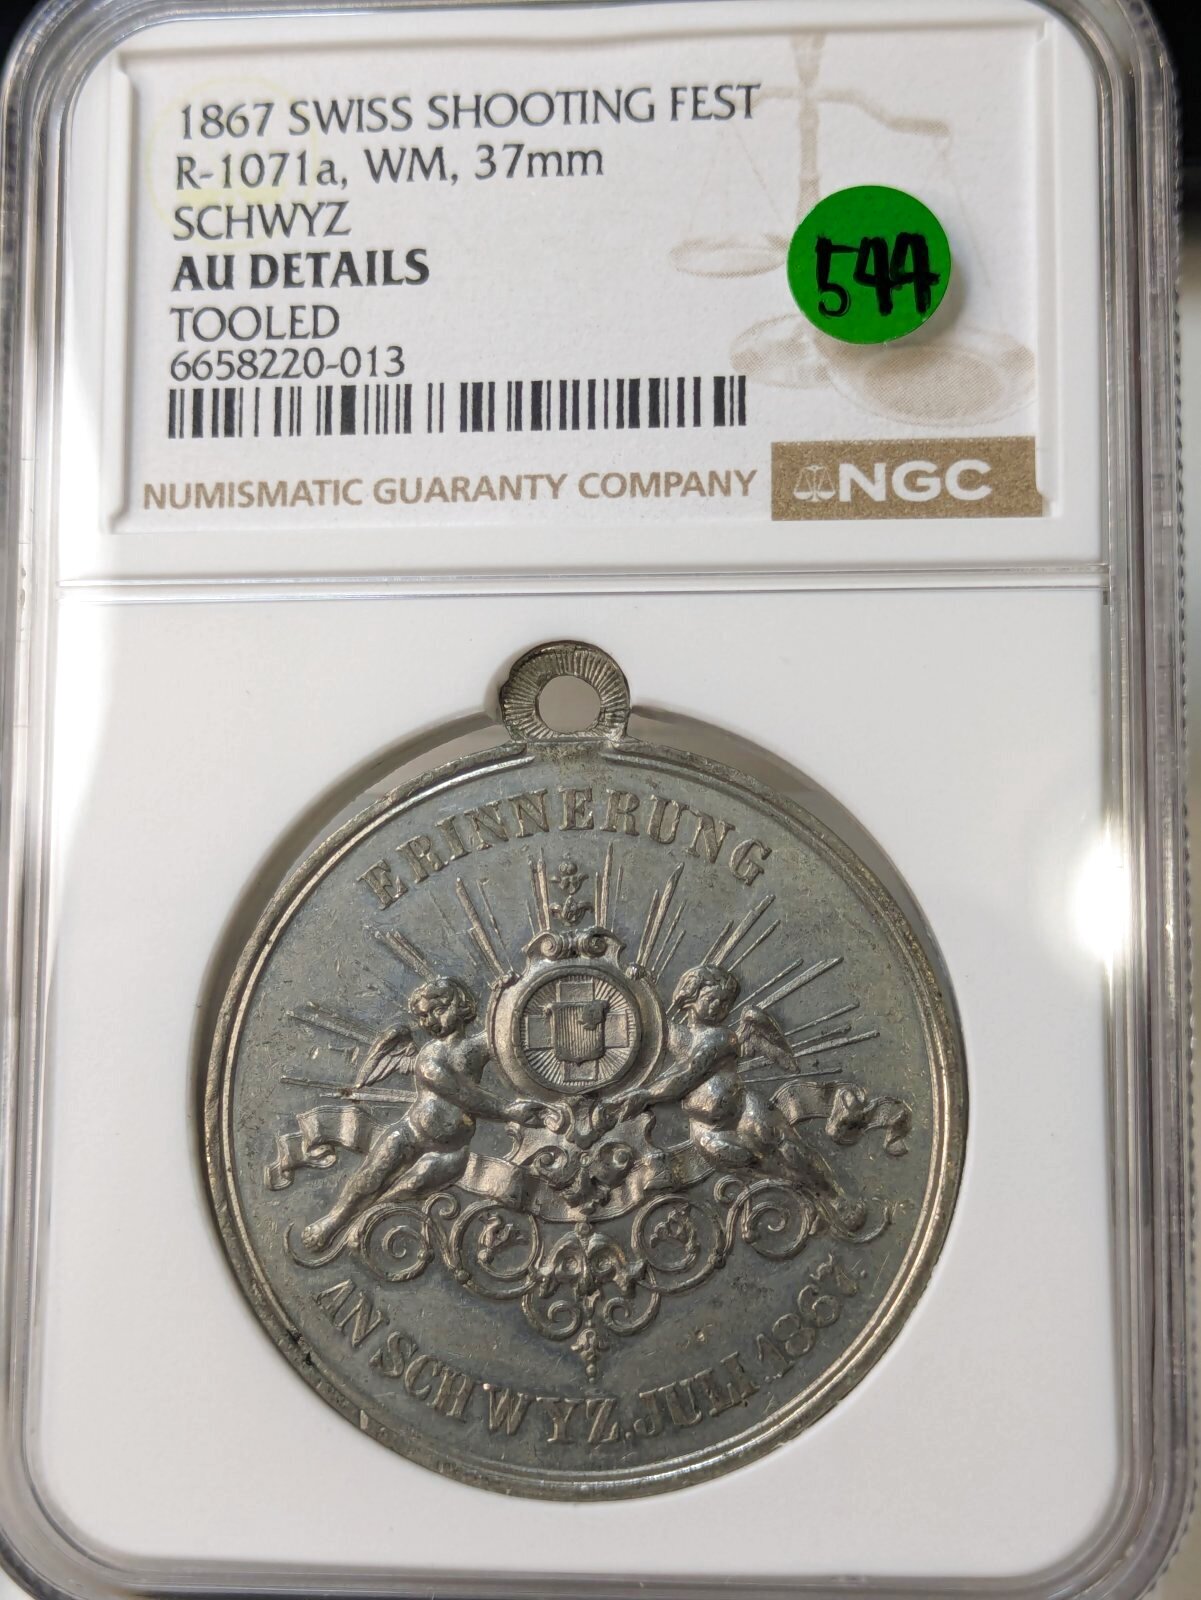 1867 SWISS SHOOTING FEST
R-1071a, WM, 37mm
SCHWYZ
AU DETAILS
TOOLED
6658220-013
544
NUMISMATIC GUARANTY COMPANY
NGC
ERINNERUNG
AN SCHWYZ, JULI 1867.